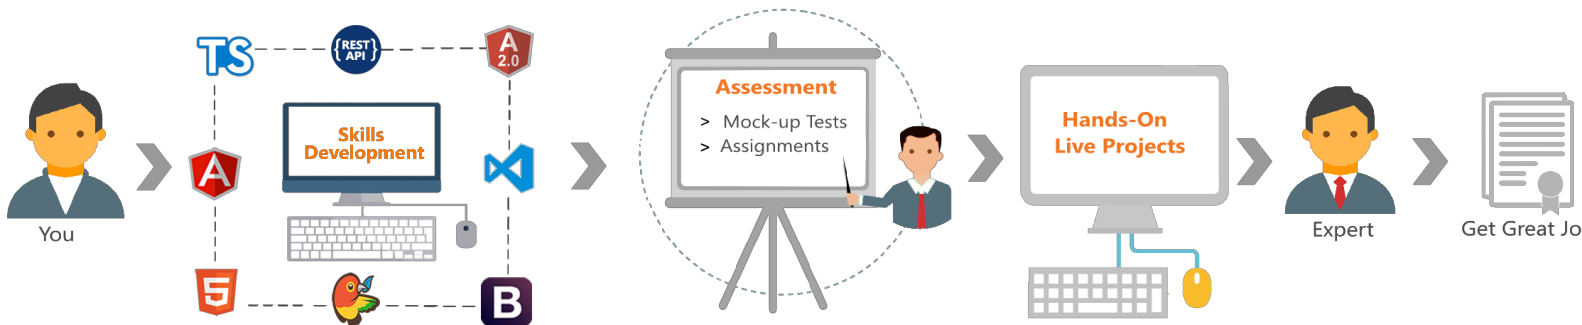 You
TS
{REST
API}
A
2.0
A
5
B
Skills
Development
Assessment
> Mock-up Tests
> Assignments
Hands-On
Live Projects
Expert
Get Great Jo